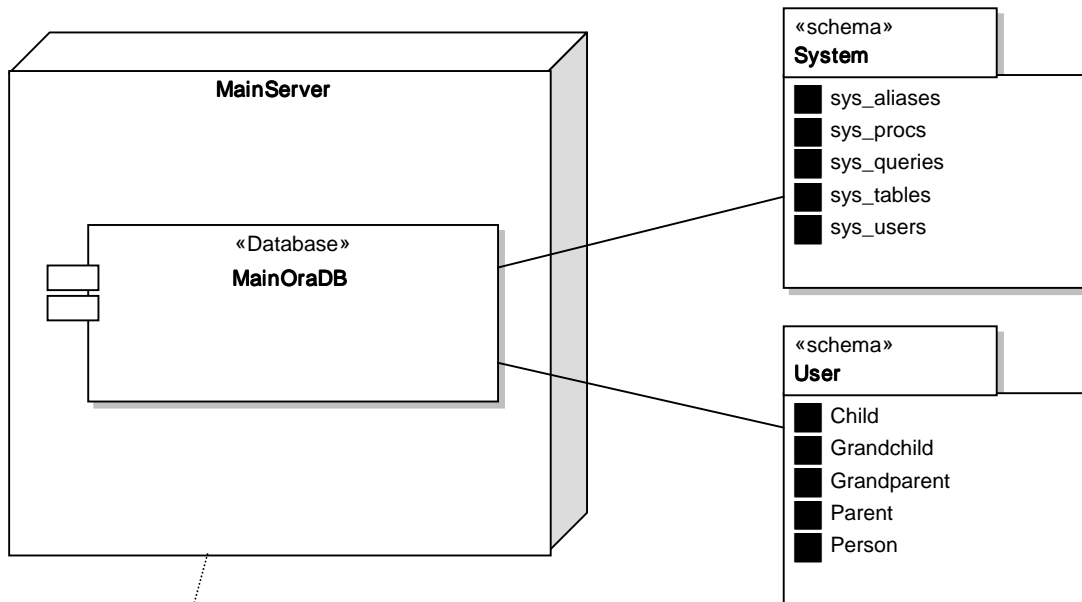 MainServer
«Database»
MainOraDB
«schema»
System
sys_aliases
sys_procs
sys_queries
sys_tables
sys_users
«schema»
User
Child
Grandchild
Grandparent
Parent
Person